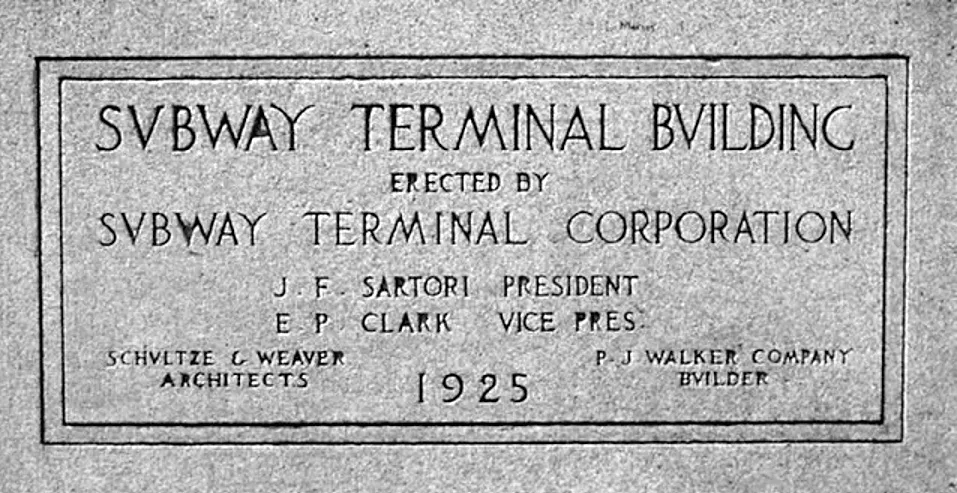 SVBWAY TERMINAL BVILDING
ERECTED BY
SVBWAY TERMINAL CORPORATION
J. F. SARTORI PRESIDENT
E. P. CLARK VICE PRES.
SCHVLTZE & WEAVER
ARCHITECTS
1925
P. J. WALKER COMPANY
BVILDER